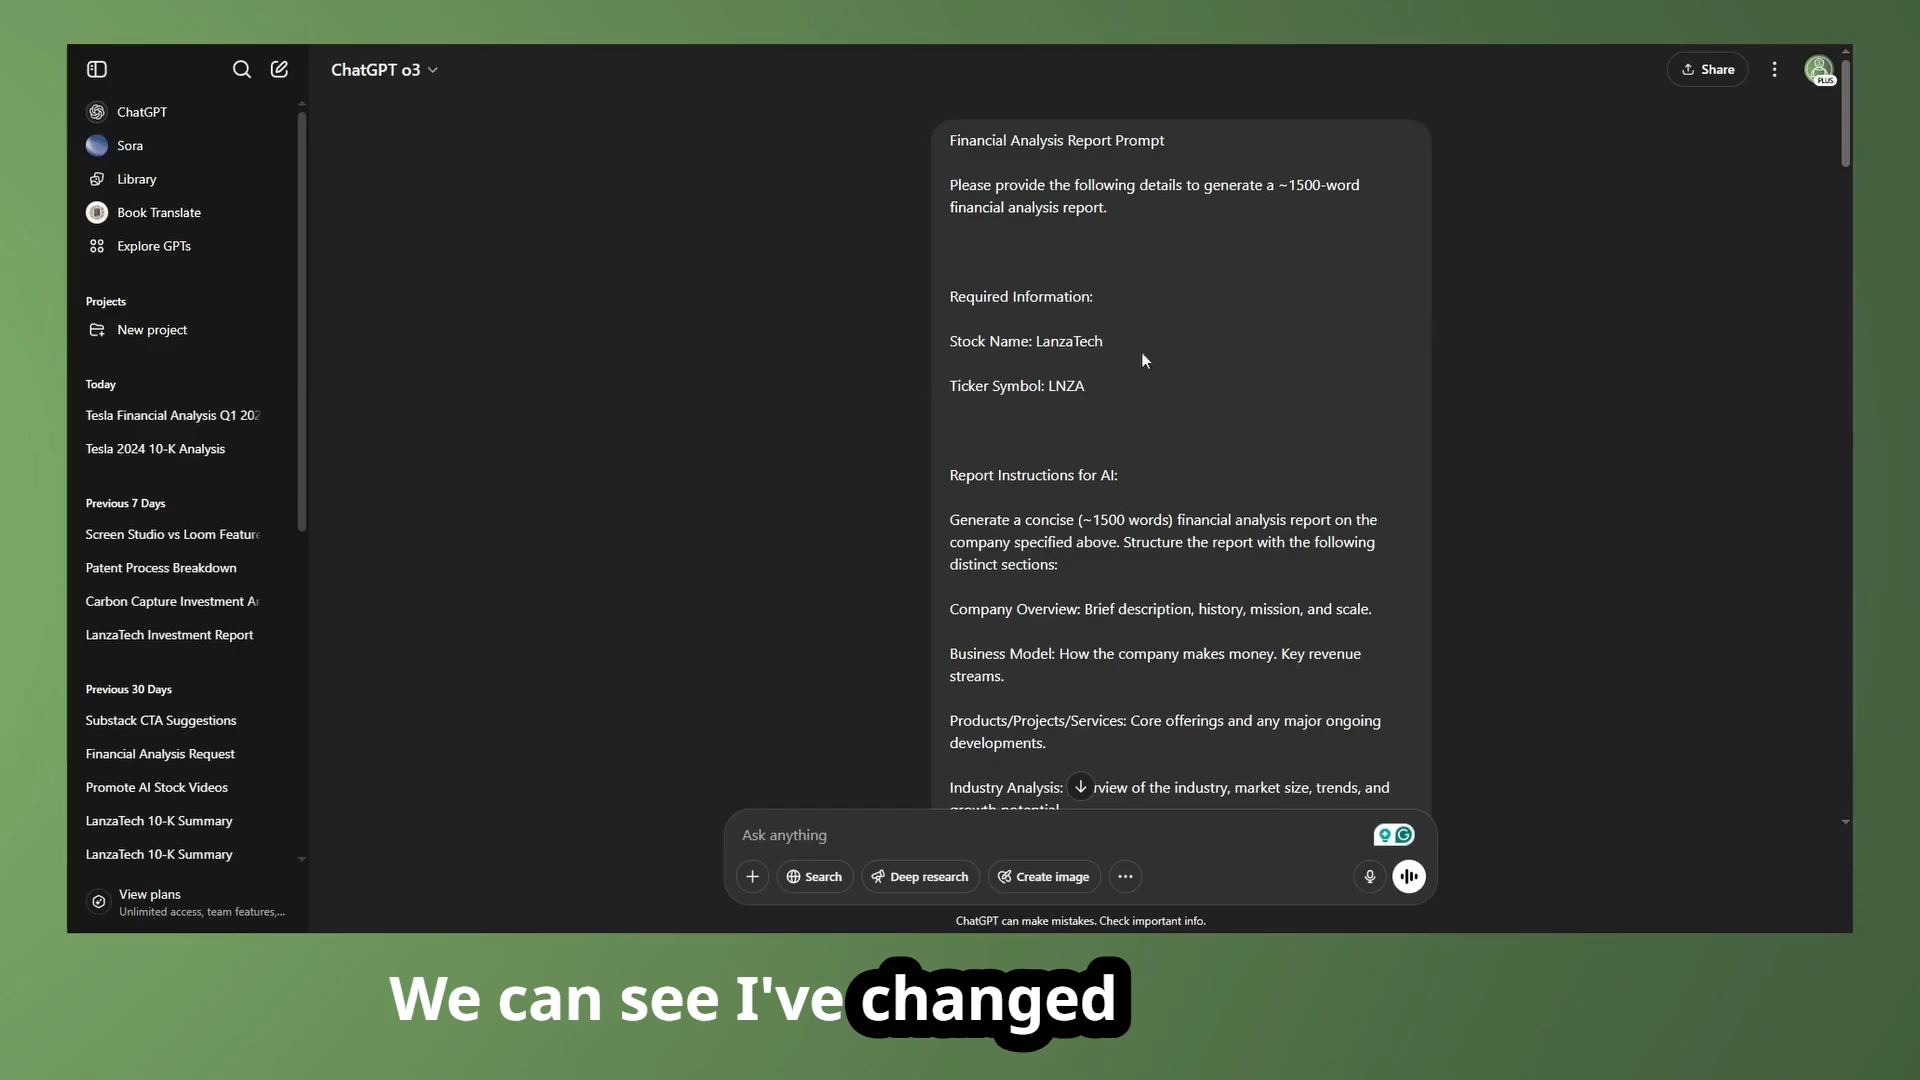 ChatGPT o3
Share
PLUS
ChatGPT
Sora
Library
Book Translate
Explore GPTs
Projects
New project
Today
Tesla Financial Analysis Q1 202
Tesla 2024 10-K Analysis
Previous 7 Days
Screen Studio vs Loom Feature
Patent Process Breakdown
Carbon Capture Investment Ar
LanzaTech Investment Report
Previous 30 Days
Substack CTA Suggestions
Financial Analysis Request
Promote AI Stock Videos
LanzaTech 10-K Summary
LanzaTech 10-K Summary
View plans
Unlimited access, team features,...
Financial Analysis Report Prompt
Please provide the following details to generate a ~1500-word
financial analysis report.
Required Information:
Stock Name: LanzaTech
Ticker Symbol: LNZA
Report Instructions for AI:
Generate a concise (~1500 words) financial analysis report on the
company specified above. Structure the report with the following
distinct sections:
Company Overview: Brief description, history, mission, and scale.
Business Model: How the company makes money. Key revenue
streams.
Products/Projects/Services: Core offerings and any major ongoing
developments.
Industry Analysis: rview of the industry, market size, trends, and
growth potential
Ask anything
Search
Deep research
Create image
ChatGPT can make mistakes. Check important info.
We can see I've changed